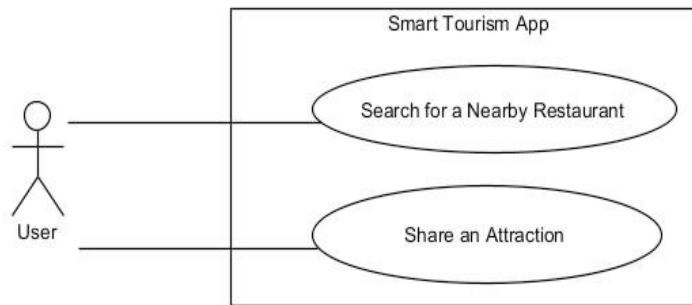 Smart Tourism App
Search for a Nearby Restaurant
User
Share an Attraction